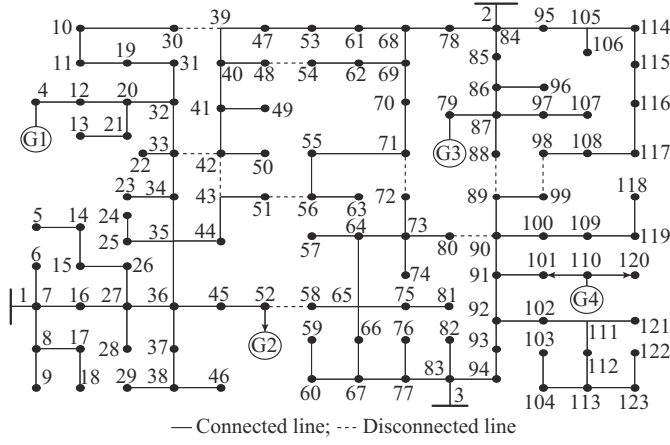 39 2 84 95 105 114
10 30 47 53 61 68 78 85 106
11 19 31 40 48 54 62 69 86 96 115
4 12 20 32 41 49 70 79 87 97 107 116
G1 13 21 33 42 50 55 71 G3 88 98 108 117
22 23 34 43 51 56 63 72 89 99 118
5 14 24 25 35 44 57 64 73 80 90 100 109 119
6 15 26 74 91 101 110 120
1 7 16 27 36 45 52 58 65 75 81 92 102 G4
8 17 28 37 G2 59 66 76 82 93 103 111 121
9 18 29 38 46 60 67 77 83 3 94 104 112 113 122 123
— Connected line; --- Disconnected line